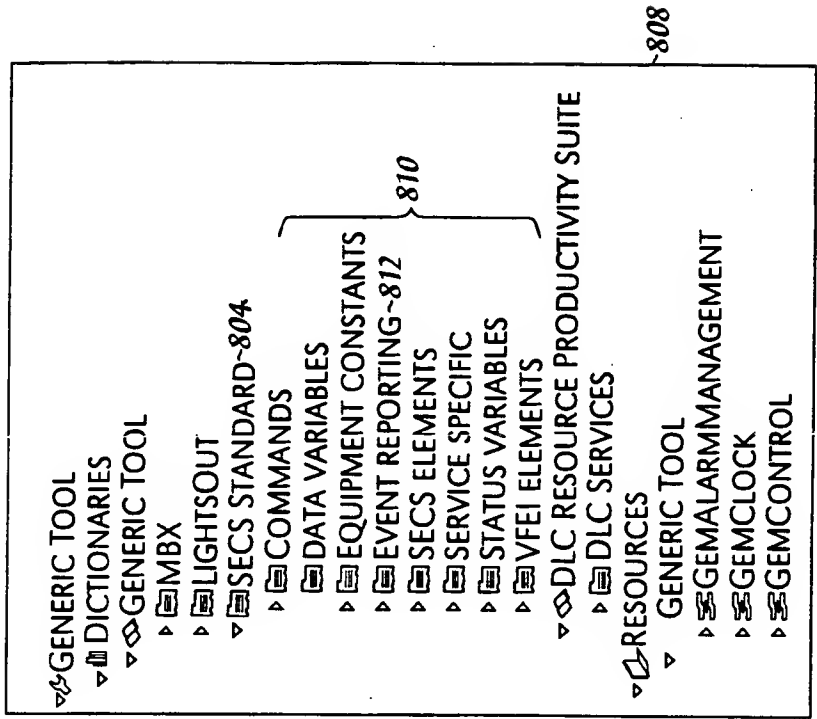 GENERIC TOOL
DICTIONARIES
GENERIC TOOL
MBX
LIGHTSOUT
SECS STANDARD~804
COMMANDS
DATA VARIABLES
EQUIPMENT CONSTANTS
EVENT REPORTING~812
SECS ELEMENTS
SERVICE SPECIFIC
STATUS VARIABLES
VFEI ELEMENTS
810
DLC RESOURCE PRODUCTIVITY SUITE
DLC SERVICES
RESOURCES
GENERIC TOOL
GEMALARMMANAGEMENT
GEMCLOCK
GEMCONTROL
~808